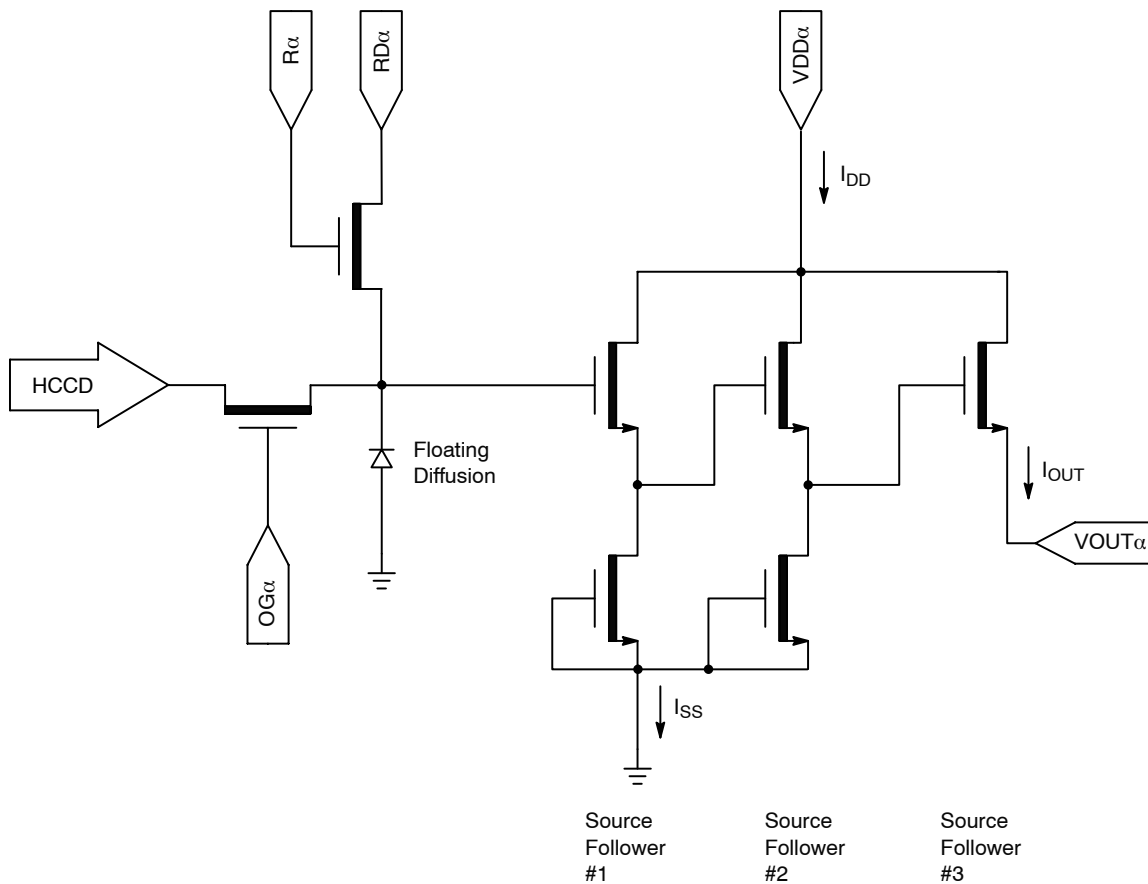 Rα
RDα
VDDα
IDD
HCCD
Floating
Diffusion
IOUT
VOUTα
OGα
ISS
Source
Follower
#1
Source
Follower
#2
Source
Follower
#3